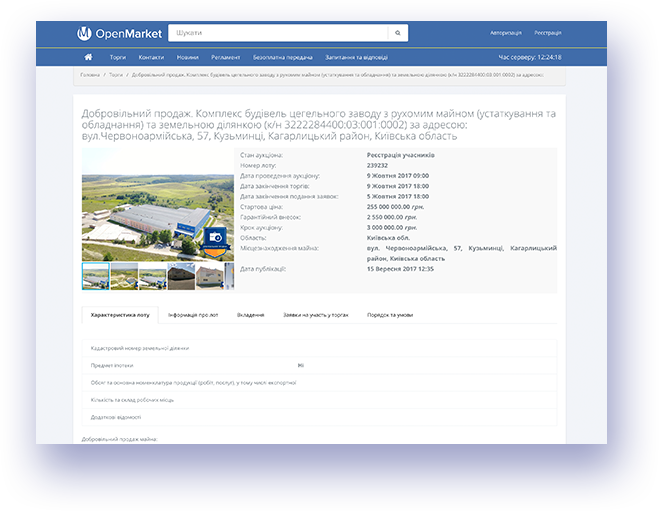 OpenMarket
Шукати
Авторизація
Реєстрація
Торги
Контакти
Новини
Регламент
Безоплатна передача
Запитання та відповіді
Час серверу: 12:24:18
Головна / Торги / Добровільний продаж. Комплекс будівель цегельного заводу з рухомим майном (устаткування та обладнання) та земельною ділянкою (к/н 3222284400:03:001:0002) за адресою:
Добровільний продаж. Комплекс будівель цегельного заводу з рухомим майном (устаткування та
обладнання) та земельною ділянкою (к/н 3222284400:03:001:0002) за адресою:
вул.Червоноармійська, 57, Кузьминці, Кагарлицький район, Київська область
Стан аукціона: Реєстрація учасників
Номер лоту: 239232
Дата проведення аукціону: 9 Жовтня 2017 09:00
Дата закінчення торгів: 9 Жовтня 2017 18:00
Дата закінчення подання заявок: 5 Жовтня 2017 18:00
Стартова ціна: 255 000 000.00 грн.
Гарантійний внесок: 2 550 000.00 грн.
Крок аукціону: 3 000 000.00 грн.
Область: Київська обл.
Місцезнаходження майна: вул. Червоноармійська, 57, Кузьминці, Кагарлицький
район, Київська область
Дата публікації: 15 Вересня 2017 12:35
Характеристика лоту
Інформація про лот
Вкладення
Заявки на участь у торгах
Порядок та умови
Кадастровий номер земельної ділянки
Предмет іпотеки Ні
Обсяг та основна номенклатура продукції (робіт, послуг), у тому числі експортної
Кількість та склад робочих місць
Додаткові відомості
Добровільний продаж майна: